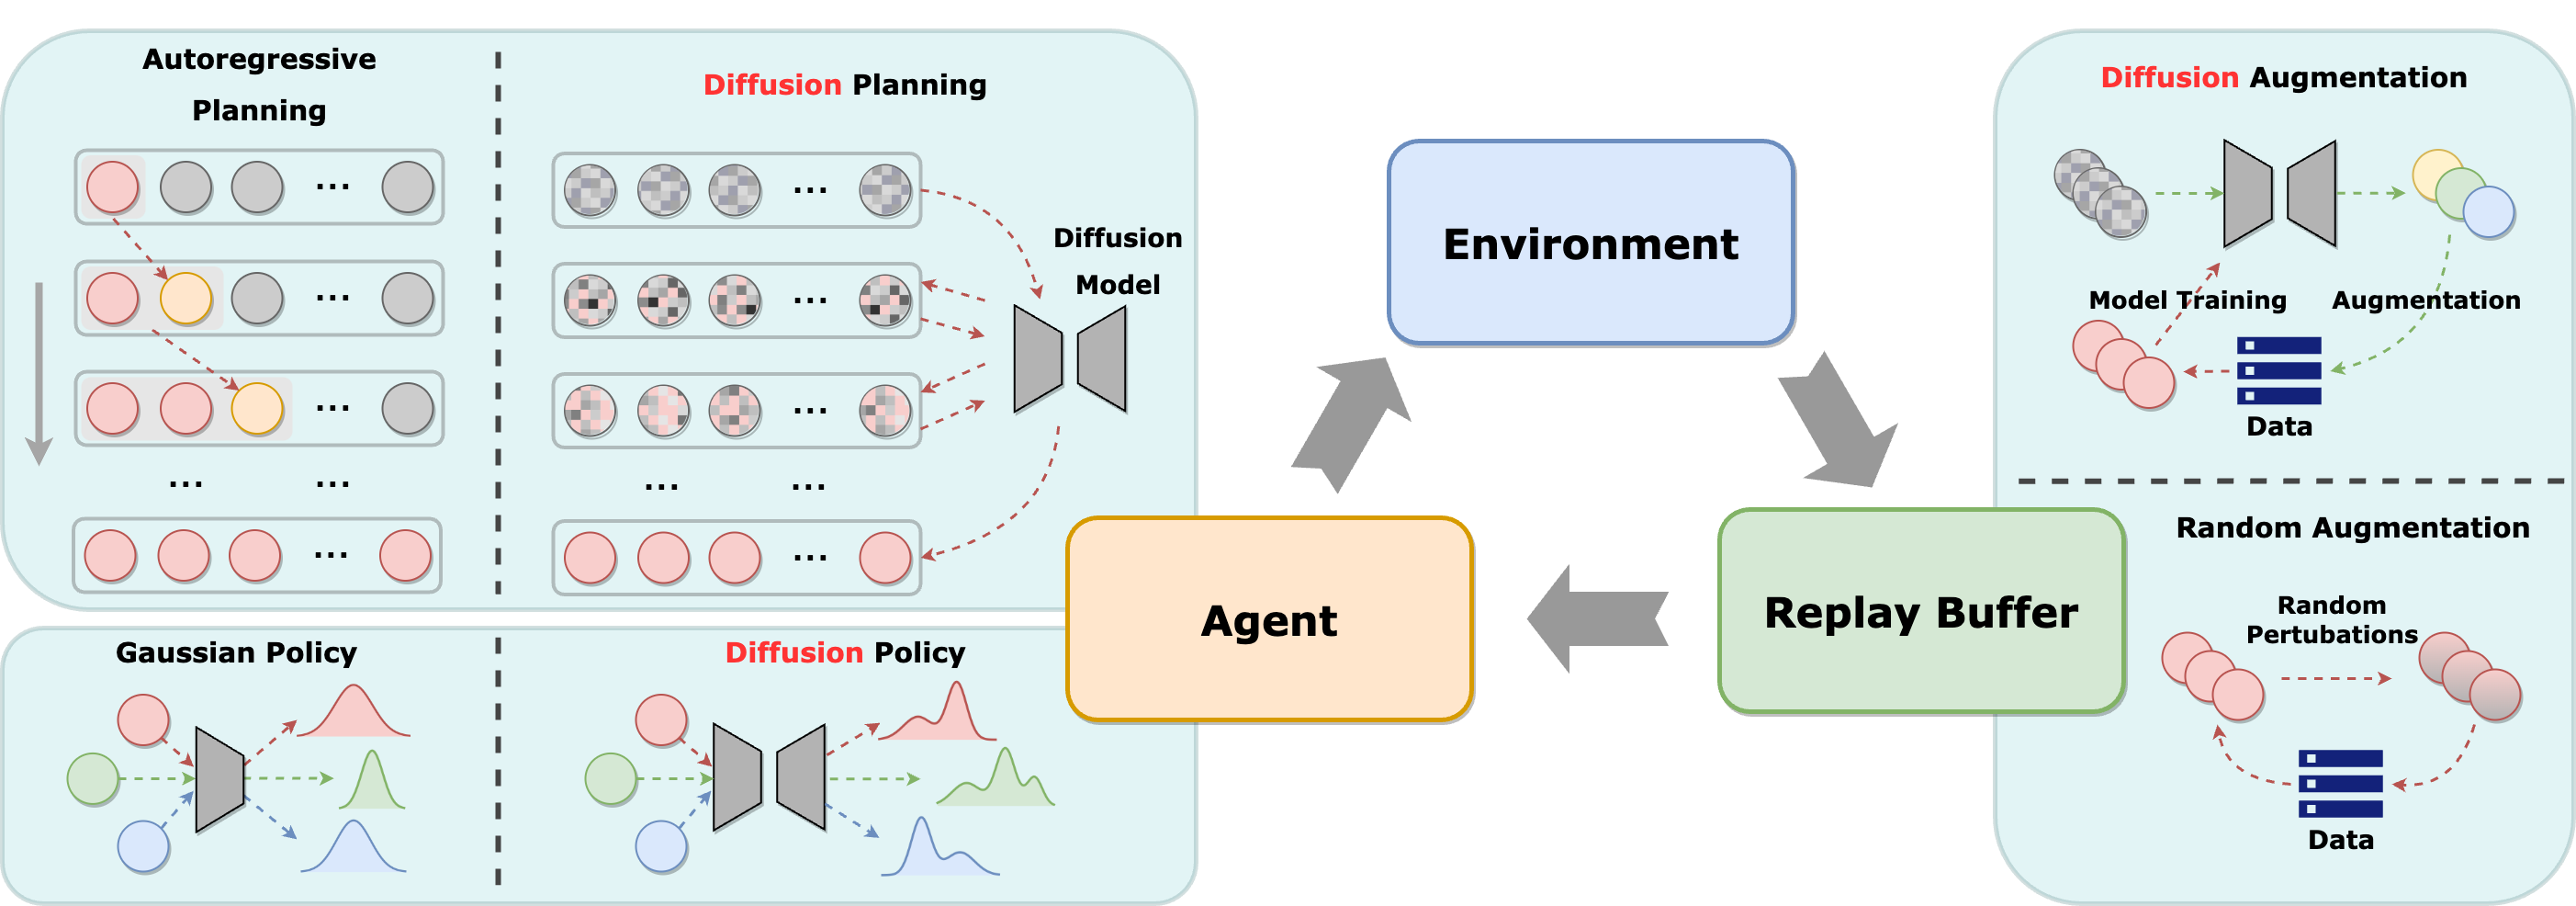 Autoregressive
Planning
...
...
...
... ...
...
Diffusion Planning
...
...
...
... ...
...
Diffusion
Model
Gaussian Policy
Diffusion Policy
Environment
Agent
Replay Buffer
Diffusion Augmentation
Model Training
Augmentation
Data
Random Augmentation
Random
Pertubations
Data